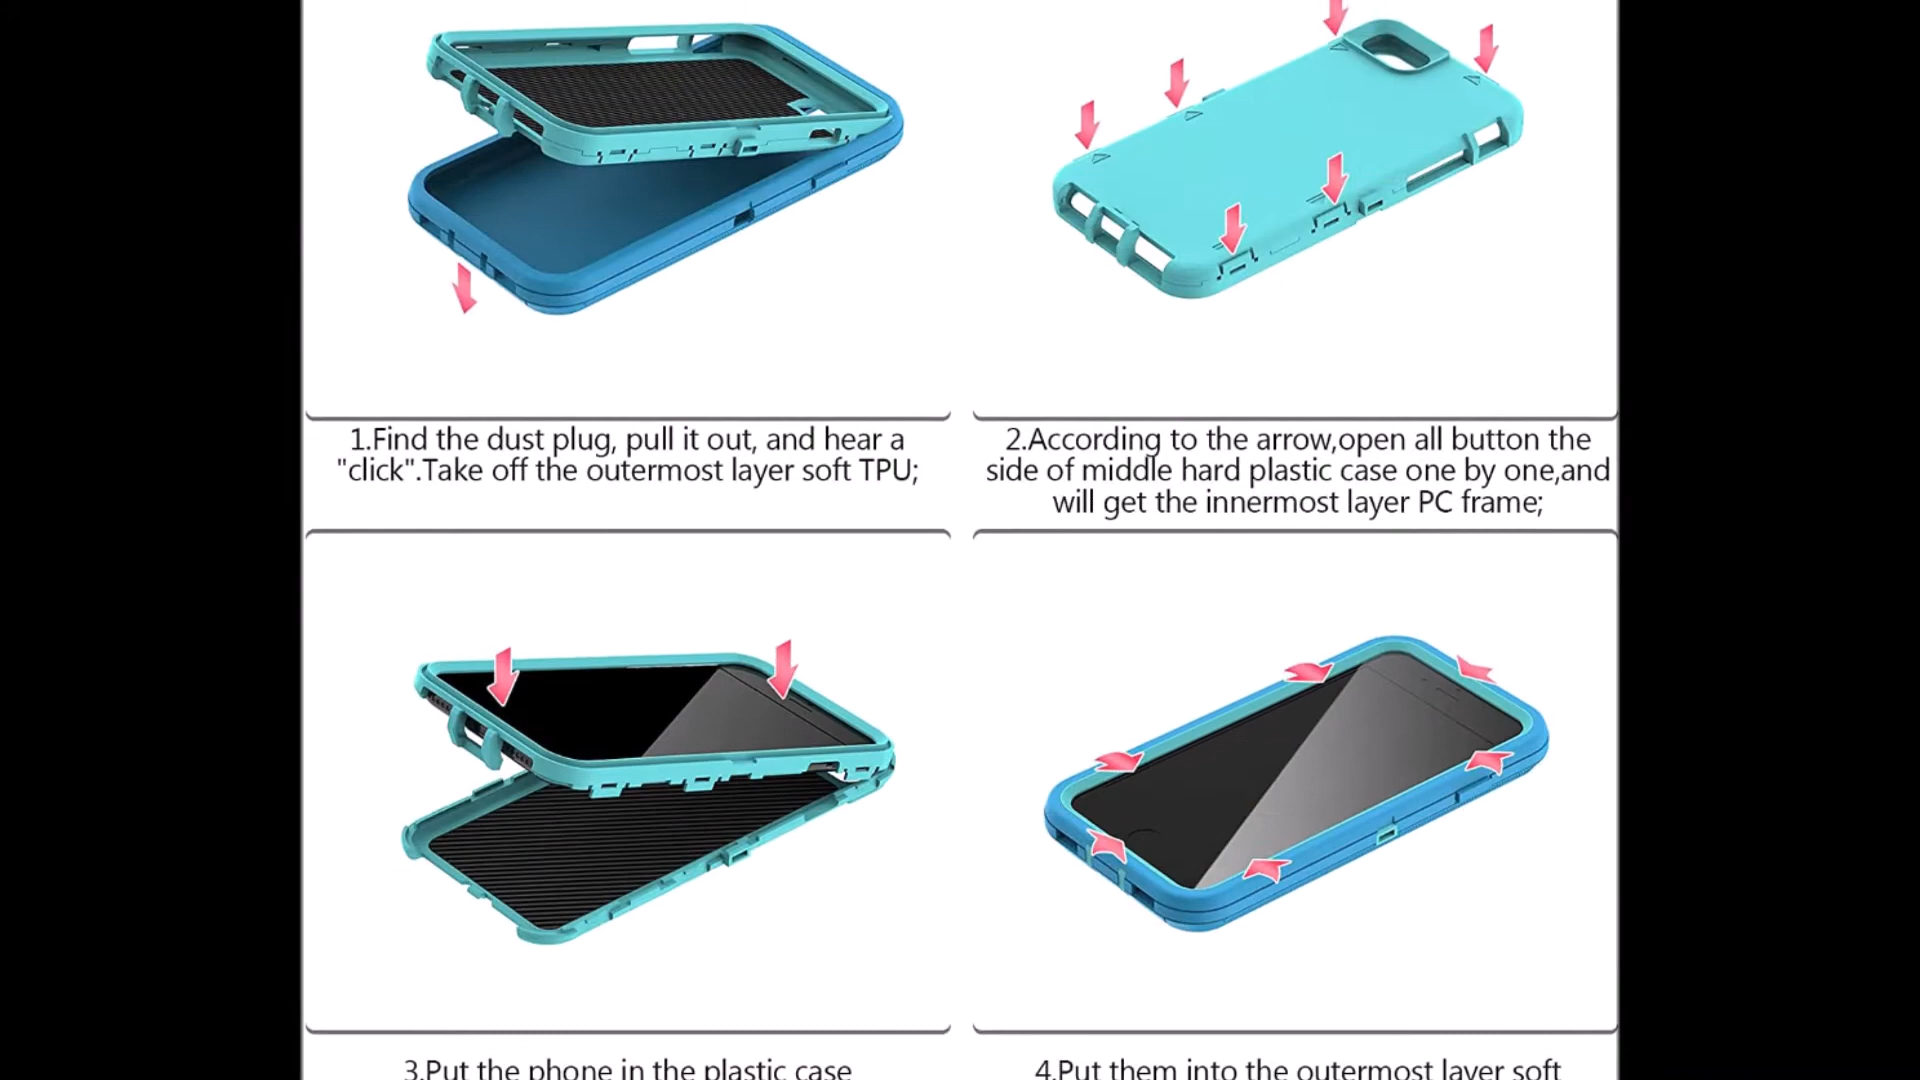 1.Find the dust plug, pull it out, and hear a
"click".Take off the outermost layer soft TPU;
2.According to the arrow,open all button the
side of middle hard plastic case one by one,and
will get the innermost layer PC frame;
3.Put the phone in the plastic case
4.Put them into the outermost layer soft